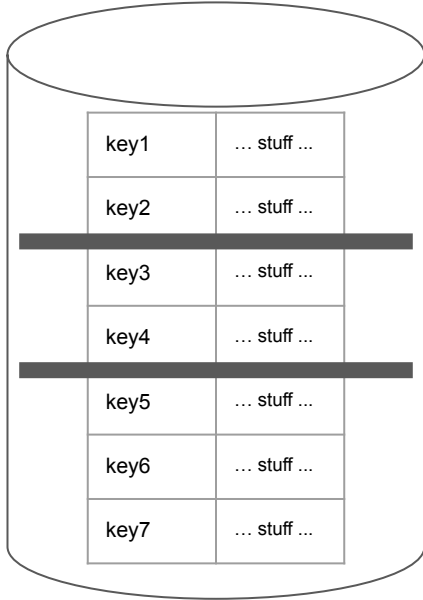 key1 … stuff ...
key2 … stuff ...
key3 … stuff ...
key4 … stuff ...
key5 … stuff ...
key6 … stuff ...
key7 … stuff ...